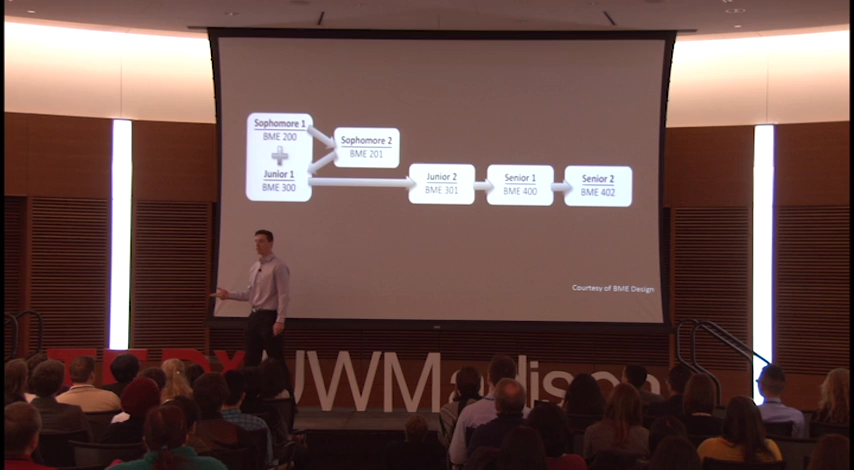 Sophomore 1
BME 200
Junior 1
BME 300
Sophomore 2
BME 201
Junior 2
BME 301
Senior 1
BME 400
Senior 2
BME 402
Courtesy of BME Design
TEDx UWMadison